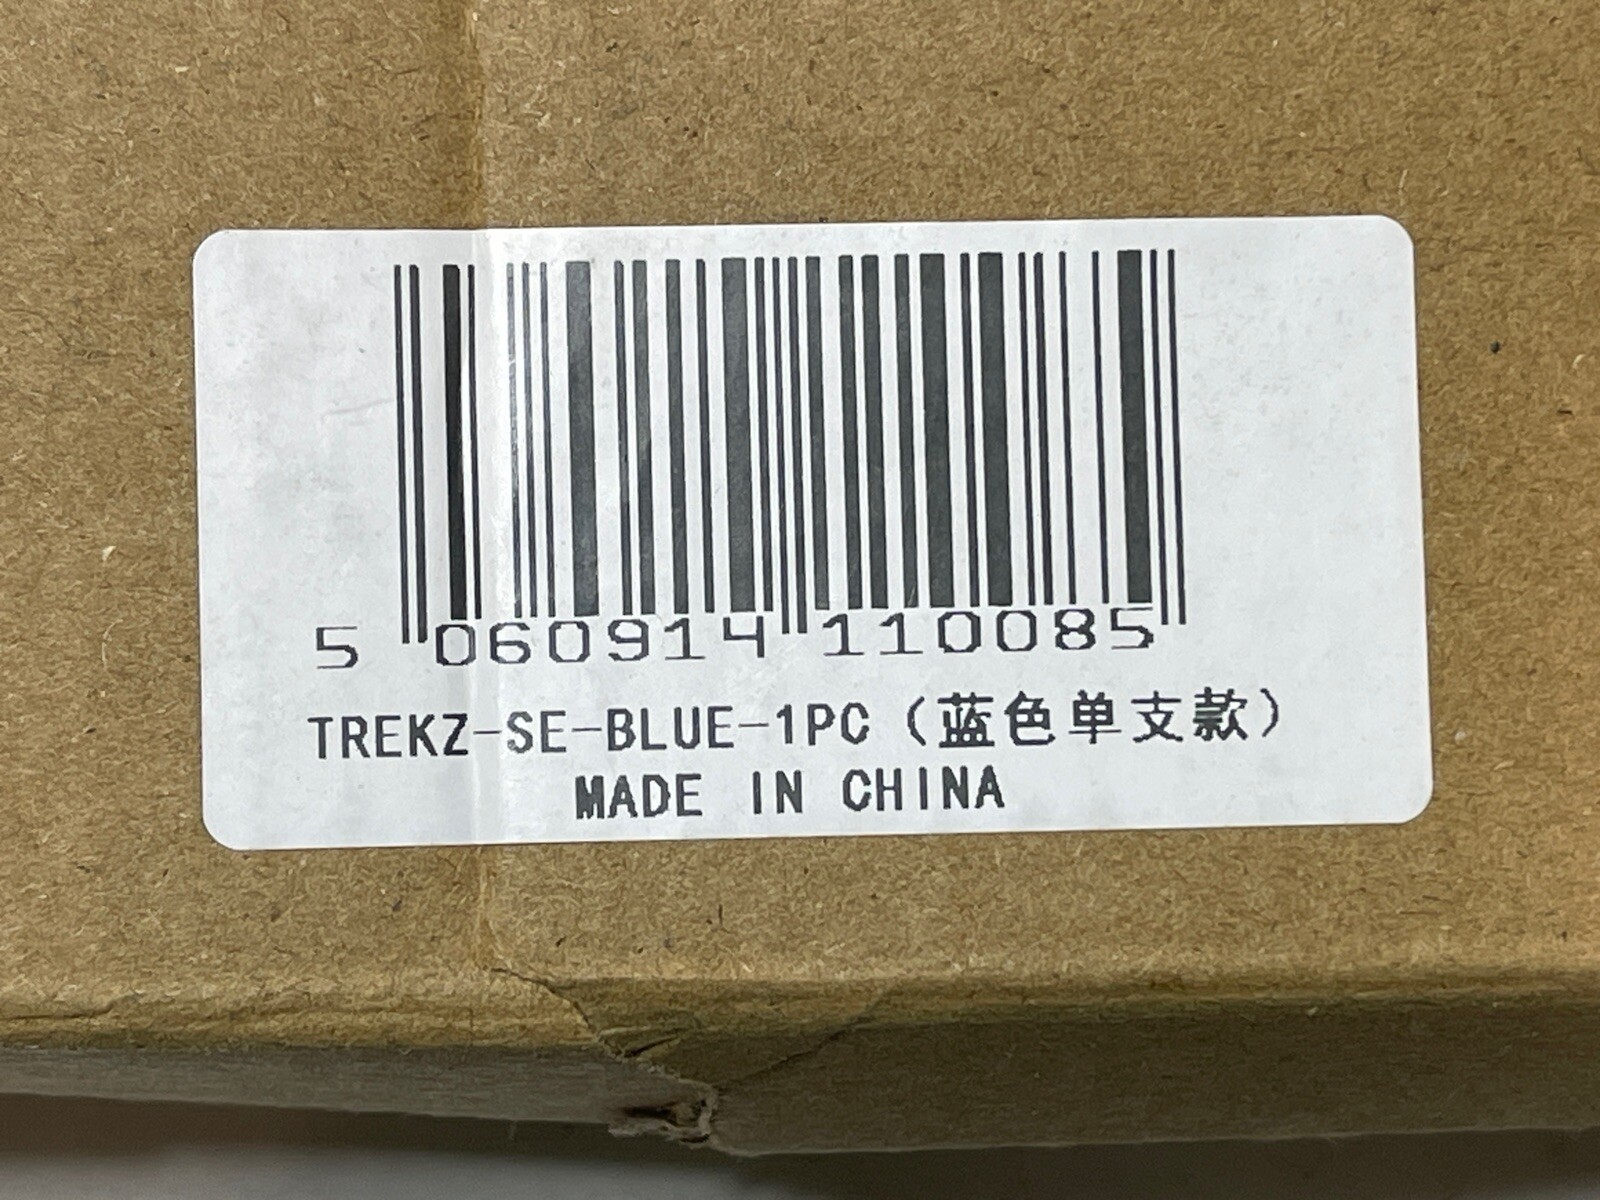 5 060914 110085
TREKZ-SE-BLUE-1PC（蓝色单支款）
MADE IN CHINA